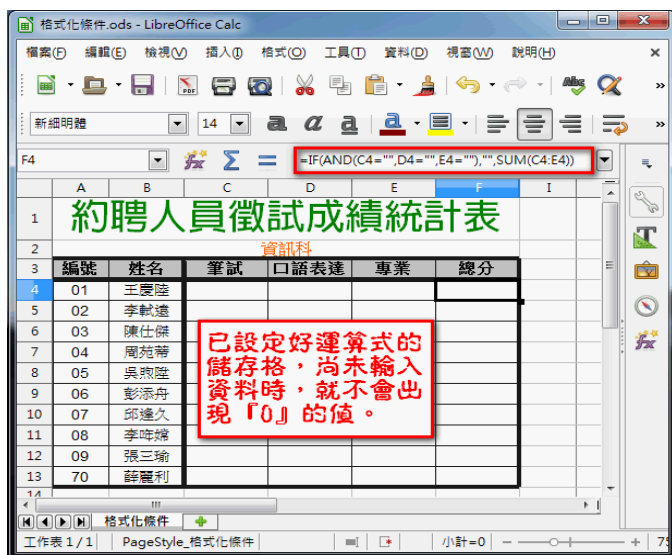 格式化條件.ods - LibreOffice Calc
檔案(F) 編輯(E) 檢視(V) 插入(I) 格式(O) 工具(T) 資料(D) 視窗(W) 說明(H)
新細明體 14
F4 =IF(AND(C4="",D4="",E4=""),"",SUM(C4:E4))
A B C D E F I
1 約聘人員徵試成績統計表
2 資訊科
3 編號 姓名 筆試 口語表達 專業 總分
4 01 王慶陞
5 02 李軾遠
6 03 陳仕傑
7 04 周苑蒂
8 05 吳煦陞
9 06 彭添舟
10 07 邱逢久
11 08 李嫦
12 09 張三瑜
13 70 薛麗利
14
已設定好運算式的
儲存格，尚未輸入
資料時，就不會出
現『0』的值。
格式化條件
工作表 1 / 1 PageStyle_格式化條件 小計=0